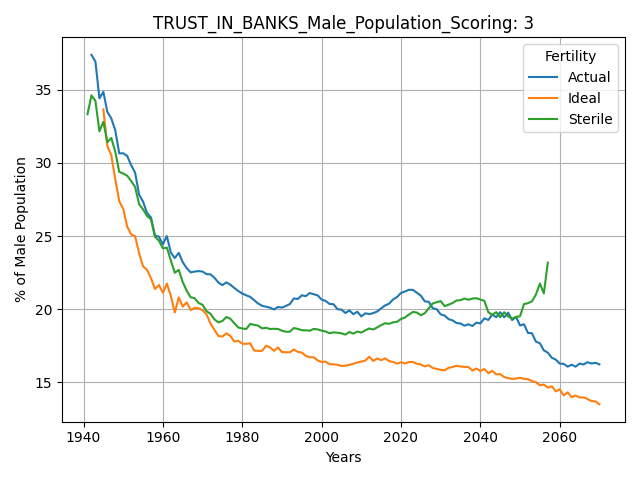 TRUST_IN_BANKS_Male_Population_Scoring: 3
Fertility
Actual
Ideal
Sterile
% of Male Population
35
30
25
20
15
1940 1960 1980 2000 2020 2040 2060
Years